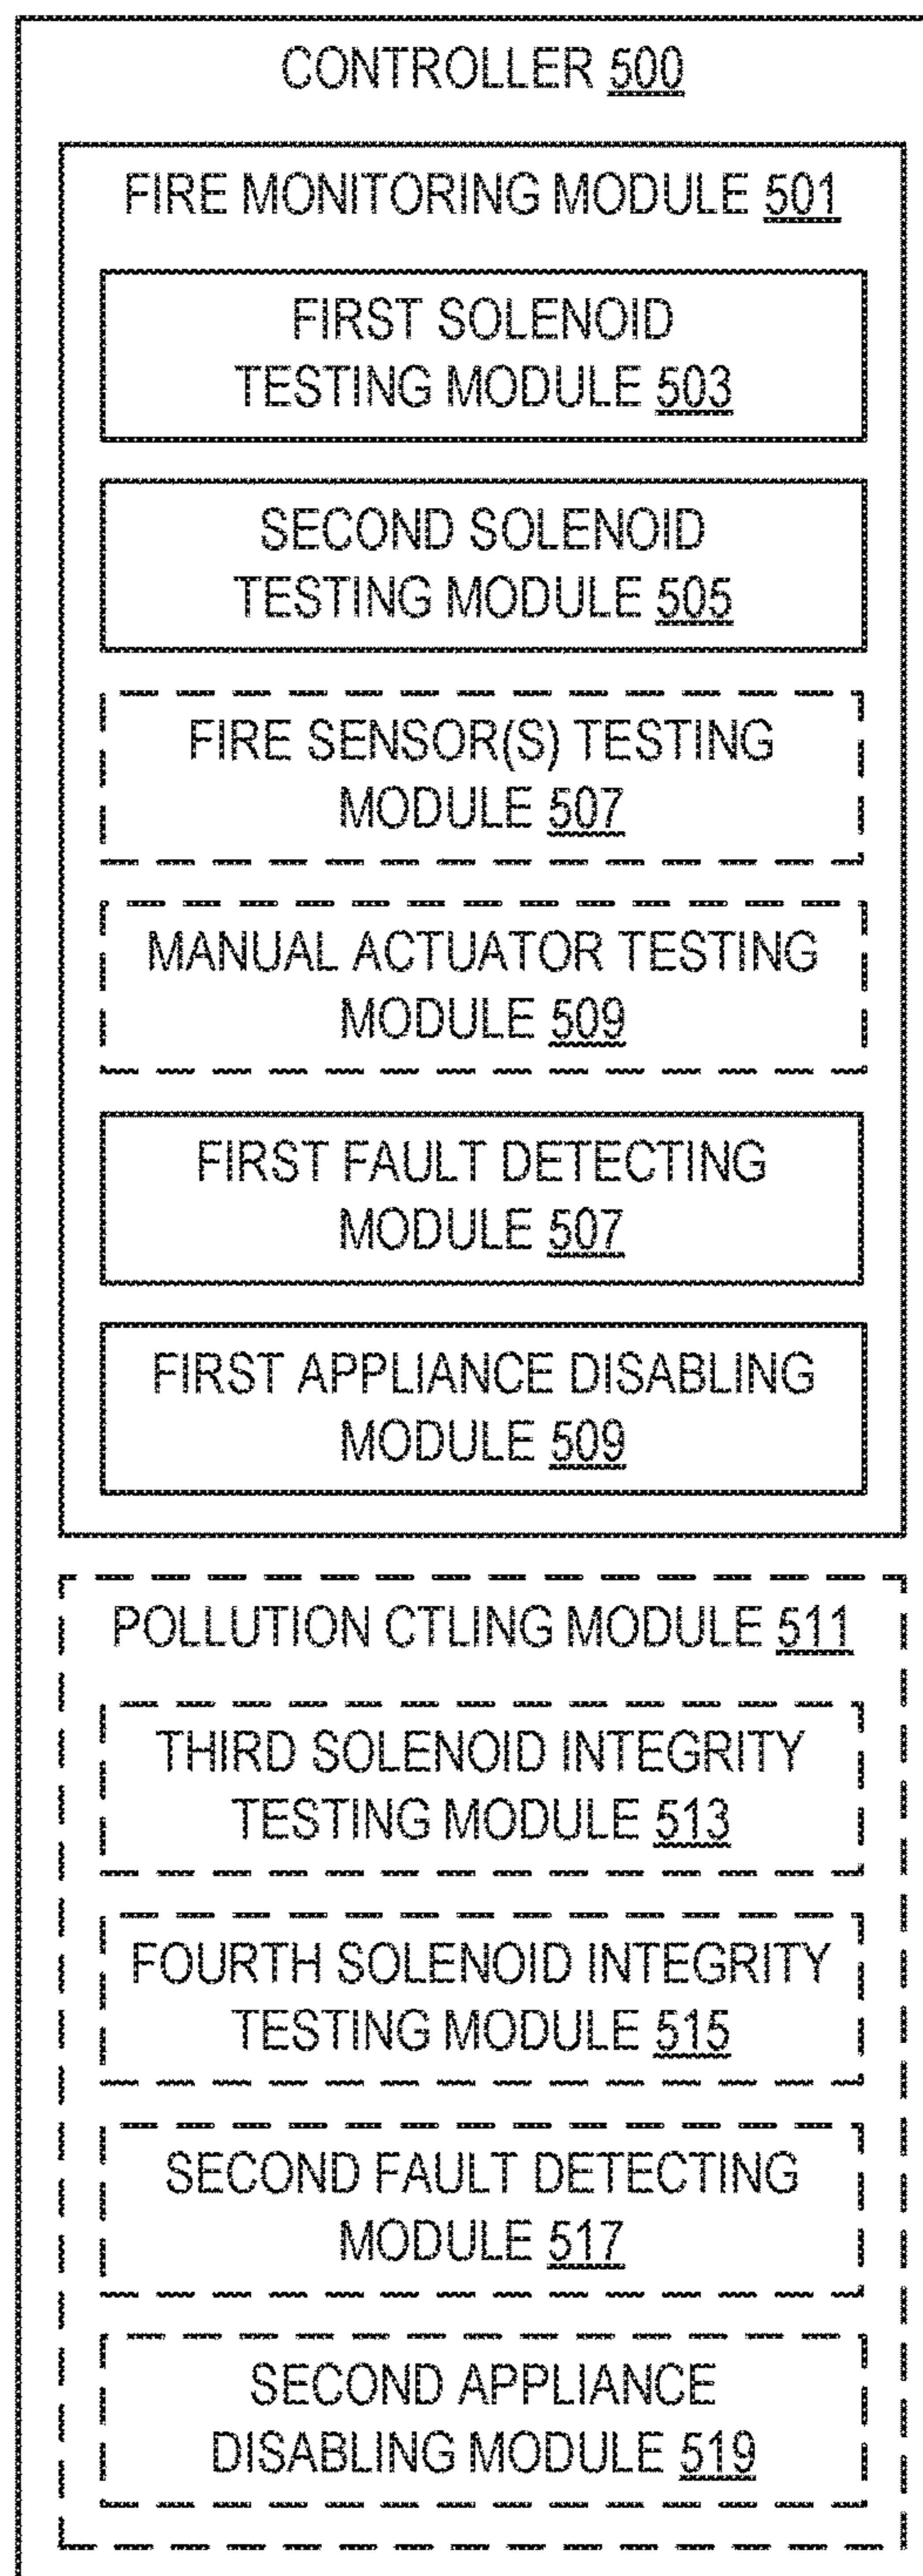 CONTROLLER 500
FIRE MONITORING MODULE 501
FIRST SOLENOID
TESTING MODULE 503
SECOND SOLENOID
TESTING MODULE 505
FIRE SENSOR(S) TESTING
MODULE 507
MANUAL ACTUATOR TESTING
MODULE 509
FIRST FAULT DETECTING
MODULE 507
FIRST APPLIANCE DISABLING
MODULE 509
POLLUTION CTLING MODULE 511
THIRD SOLENOID INTEGRITY
TESTING MODULE 513
FOURTH SOLENOID INTEGRITY
TESTING MODULE 515
SECOND FAULT DETECTING
MODULE 517
SECOND APPLIANCE
DISABLING MODULE 519